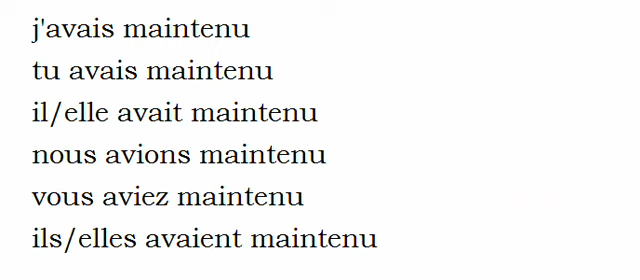 j'avais maintenu
tu avais maintenu
il/elle avait maintenu
nous avions maintenu
vous aviez maintenu
ils/elles avaient maintenu